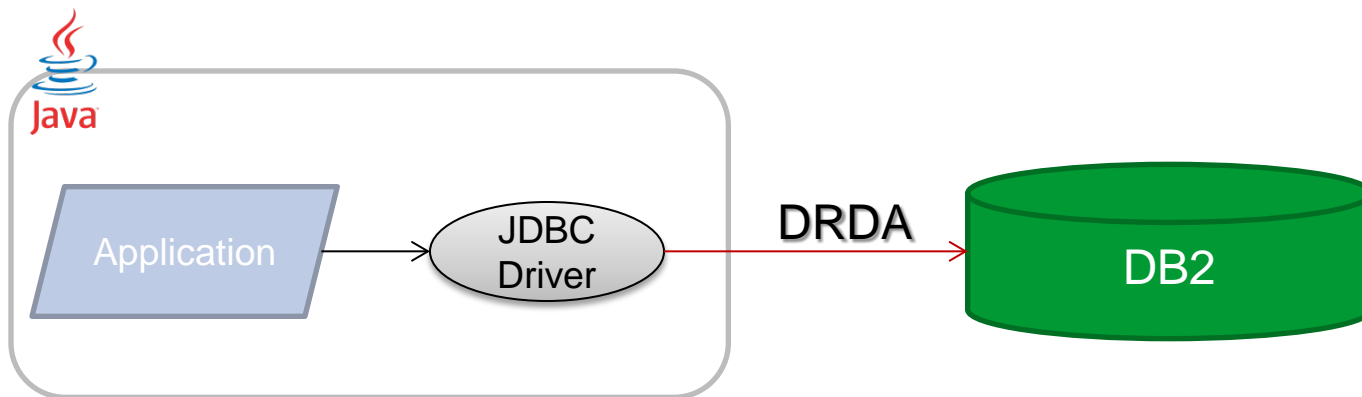 Java
Application
JDBC
Driver
DRDA
DB2